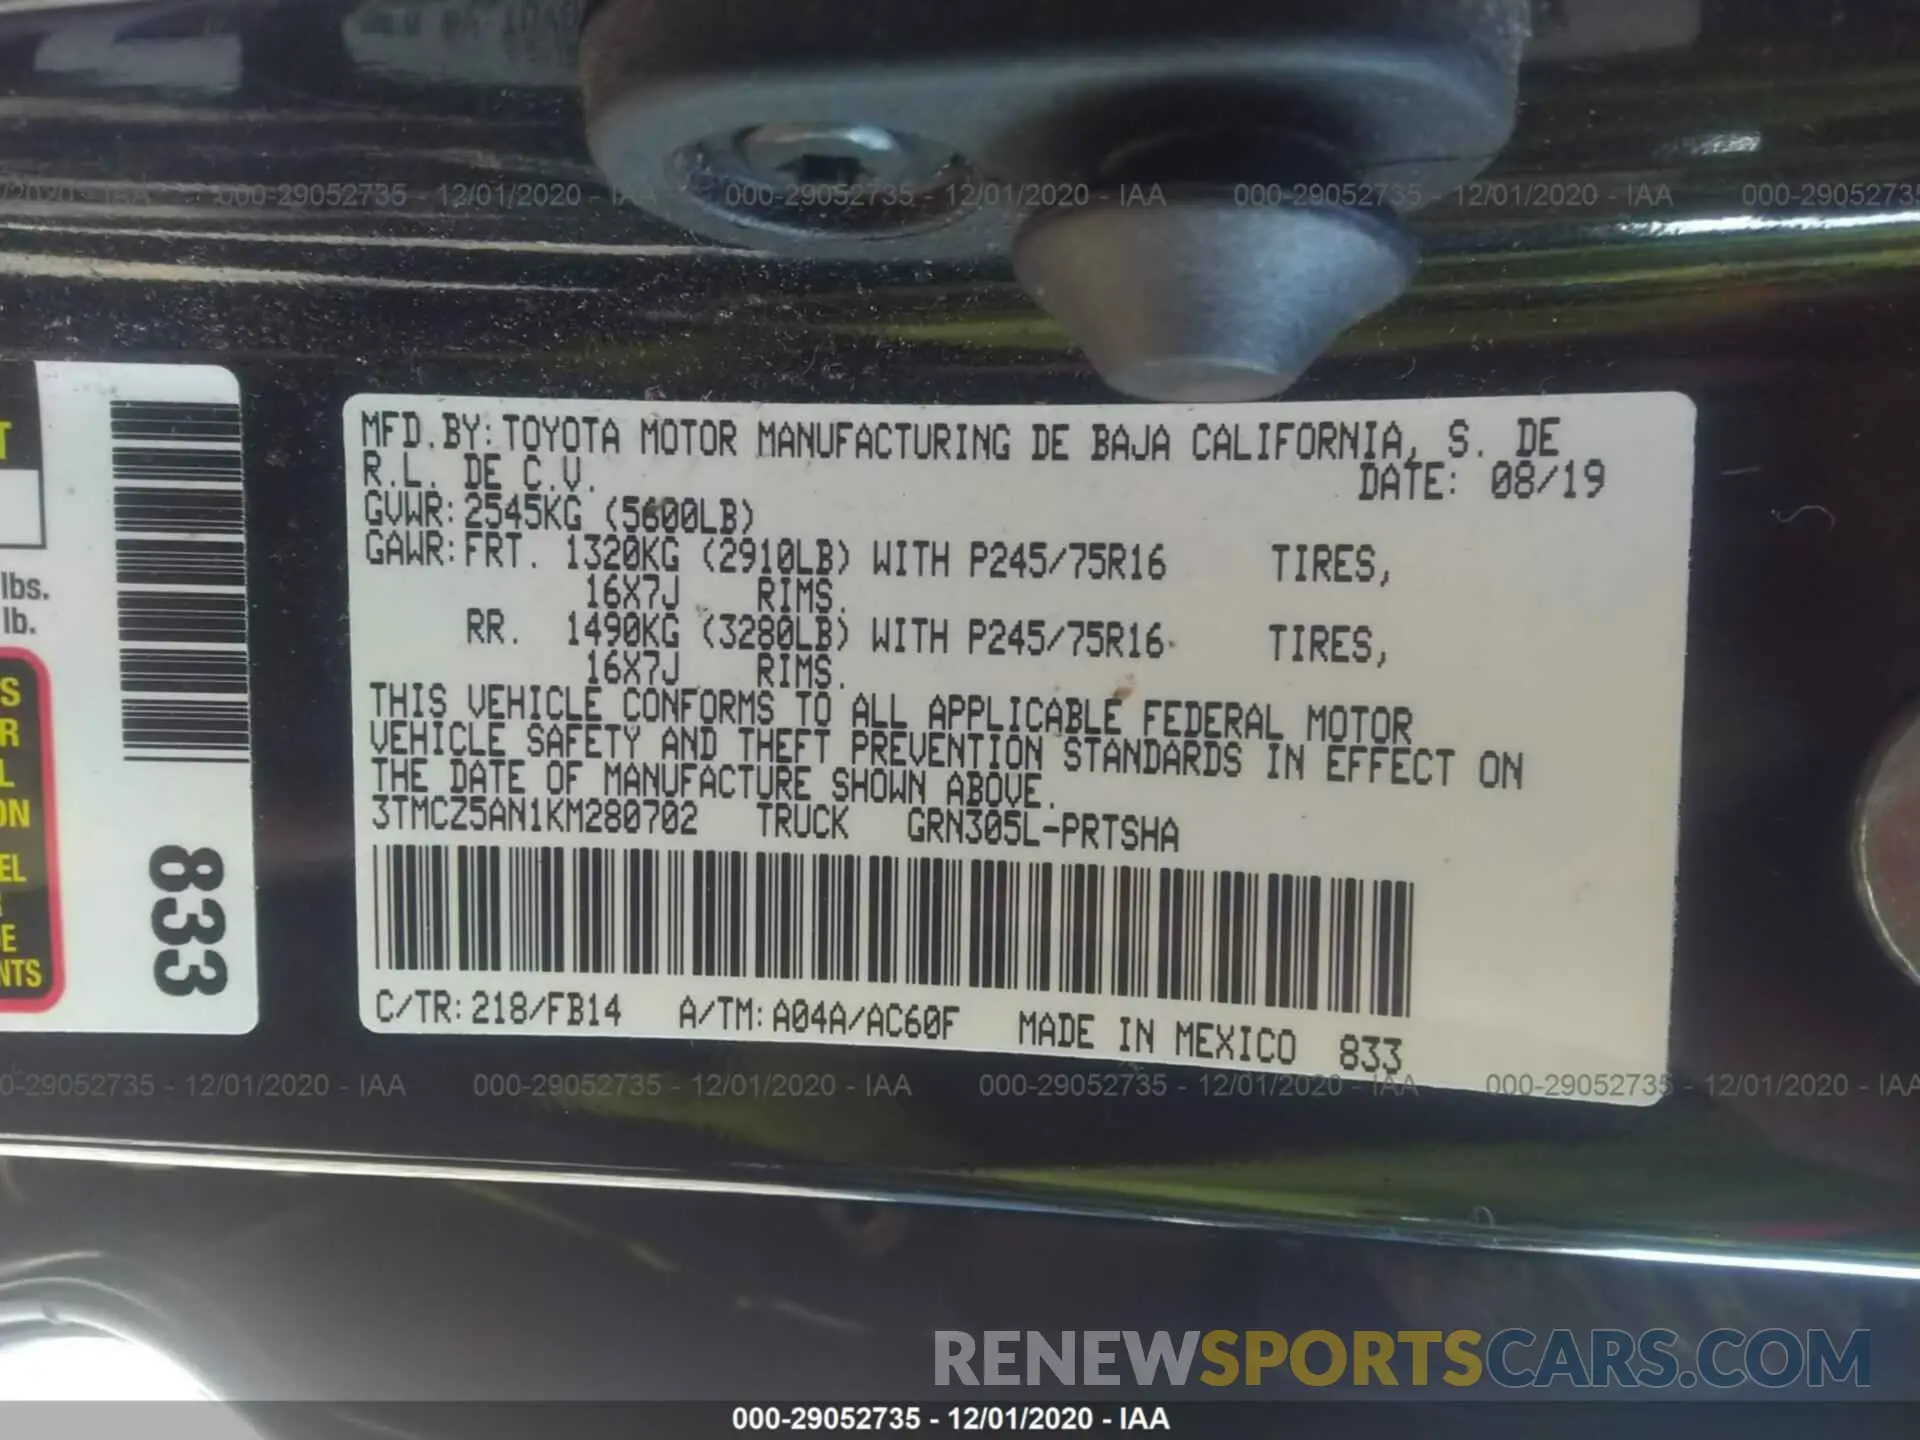 000-29052735 - 12/01/2020 - IAA
000-29052735 - 12/01/2020 - IAA
000-29052735 - 12/01/2020 - IAA
MFD.BY: TOYOTA MOTOR MANUFACTURING DE BAJA CALIFORNIA, S. DE
R.L. DE C.V.
DATE: 08/19
GVWR: 2545KG (5600LB)
GAWR: FRT. 1320KG (2910LB) WITH P245/75R16 TIRES,
16X7J RIMS.
RR. 1490KG (3280LB) WITH P245/75R16 TIRES,
16X7J RIMS.
THIS VEHICLE CONFORMS TO ALL APPLICABLE FEDERAL MOTOR
VEHICLE SAFETY AND THEFT PREVENTION STANDARDS IN EFFECT ON
THE DATE OF MANUFACTURE SHOWN ABOVE.
3TMCZ5AN1KM280702 TRUCK GRN305L-PRTSHA
C/TR: 218/FB14 A/TM: A04A/AC60F MADE IN MEXICO 833
lbs.
lb.
833
000-29052735 - 12/01/2020 - IAA
000-29052735 - 12/01/2020 - IAA
000-29052735 - 12/01/2020 - IAA
RENEWSPORTSCARS.COM
000-29052735 - 12/01/2020 - IAA